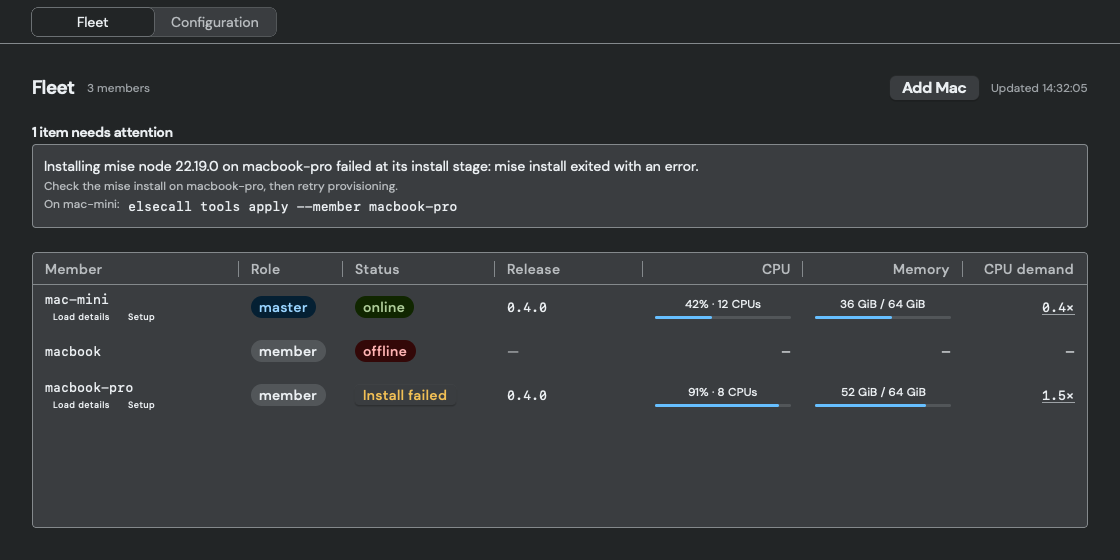 Fleet Configuration
Fleet 3 members Add Mac Updated 14:32:05
1 item needs attention
Installing mise node 22.19.0 on macbook-pro failed at its install stage: mise install exited with an error.
Check the mise install on macbook-pro, then retry provisioning.
On mac-mini: elsecall tools apply --member macbook-pro
Member Role Status Release CPU Memory CPU demand
mac-mini master online 0.4.0 42% · 12 CPUs 36 GiB / 64 GiB 0.4×
Load details Setup
macbook member offline — — — —
macbook-pro member Install failed 0.4.0 91% · 8 CPUs 52 GiB / 64 GiB 1.5×
Load details Setup